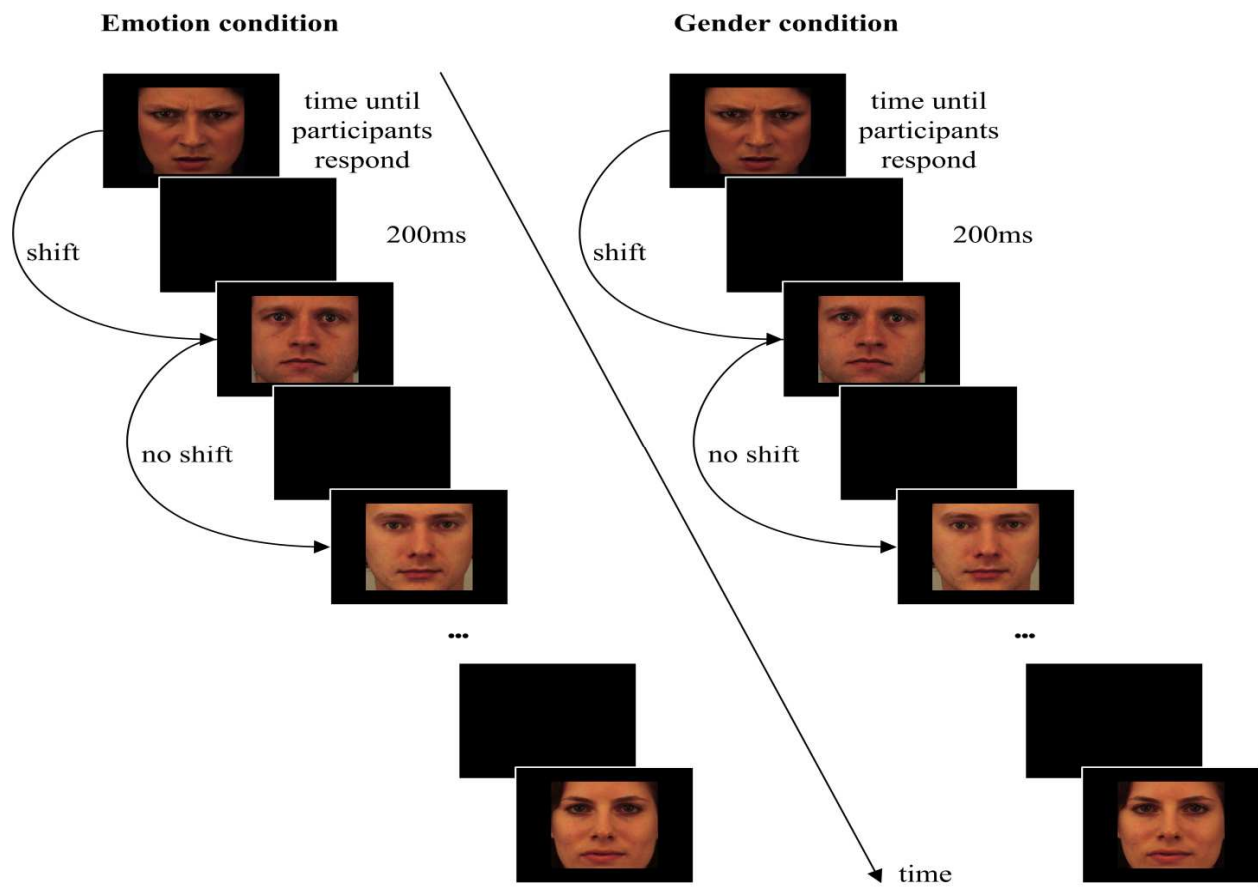 Emotion condition
Gender condition
time until
participants
respond
time until
participants
respond
shift
200ms
shift
200ms
no shift
no shift
...
...
time